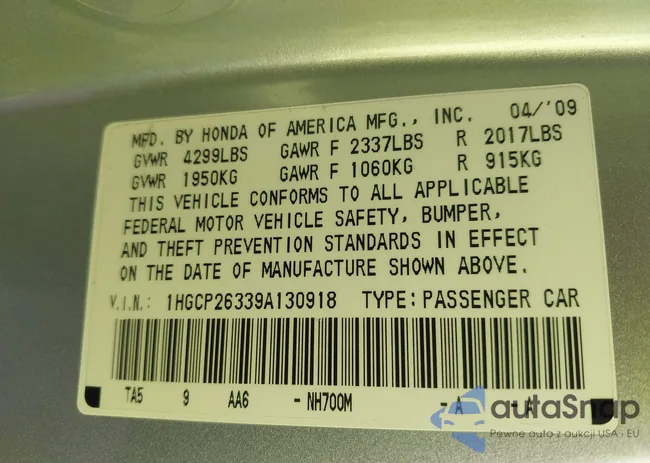 MFD. BY HONDA OF AMERICA MFG., INC. 04/'09
GVWR 4299LBS GAWR F 2337LBS R 2017LBS
GVWR 1950KG GAWR F 1060KG R 915KG
THIS VEHICLE CONFORMS TO ALL APPLICABLE
FEDERAL MOTOR VEHICLE SAFETY, BUMPER,
AND THEFT PREVENTION STANDARDS IN EFFECT
ON THE DATE OF MANUFACTURE SHOWN ABOVE.
V.I.N.: 1HGCP26339A130918 TYPE: PASSENGER CAR
TA5 9 AA6 -NH700M -A -A
autoSnap
Pewne auta z aukcji USA i EU